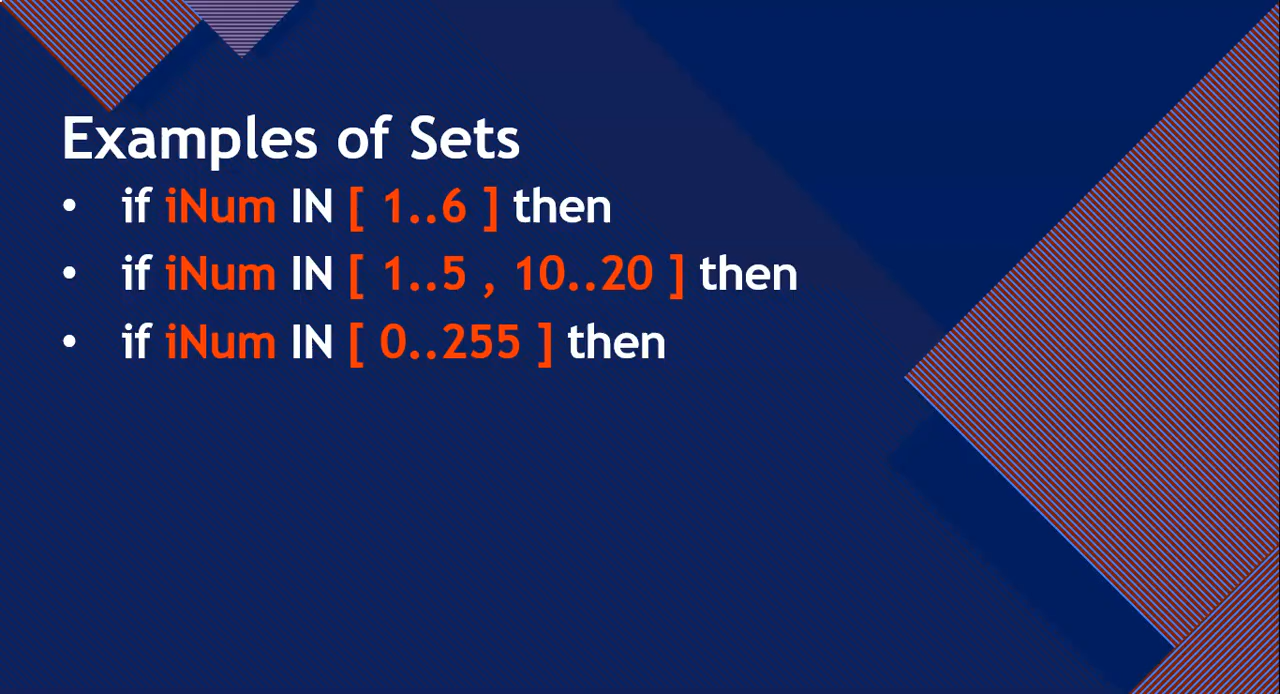 Examples of Sets
• if iNum IN [ 1..6 ] then
• if iNum IN [ 1..5 , 10..20 ] then
• if iNum IN [ 0..255 ] then